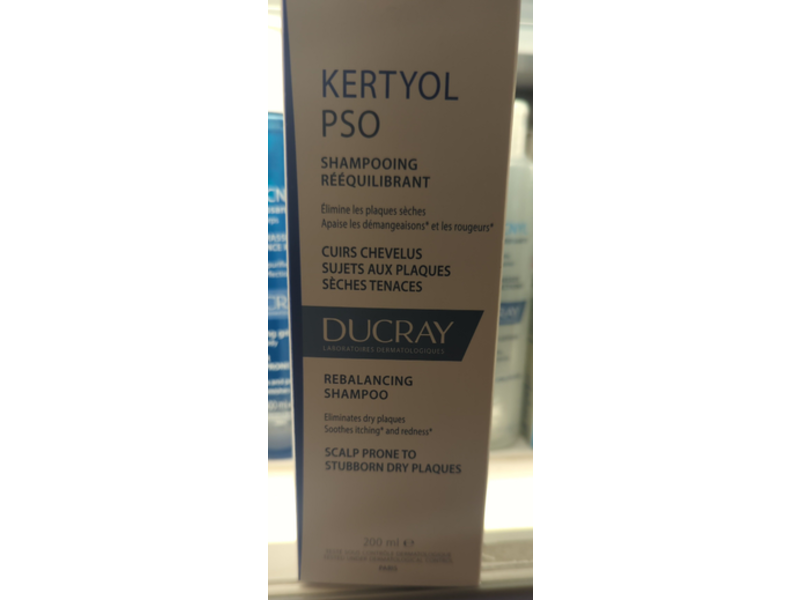 KERTYOL
PSO
SHAMPOOING
RÉÉQUILIBRANT
Élimine les plaques sèches
Apaise les démangeaisons* et les rougeurs*
CUIRS CHEVELUS
SUJETS AUX PLAQUES
SÈCHES TENACES
DUCRAY
LABORATOIRES DERMATOLOGIQUES
REBALANCING
SHAMPOO
Eliminates dry plaques
Soothes itching* and redness*
SCALP PRONE TO
STUBBORN DRY PLAQUES
200 ml e
PARIS